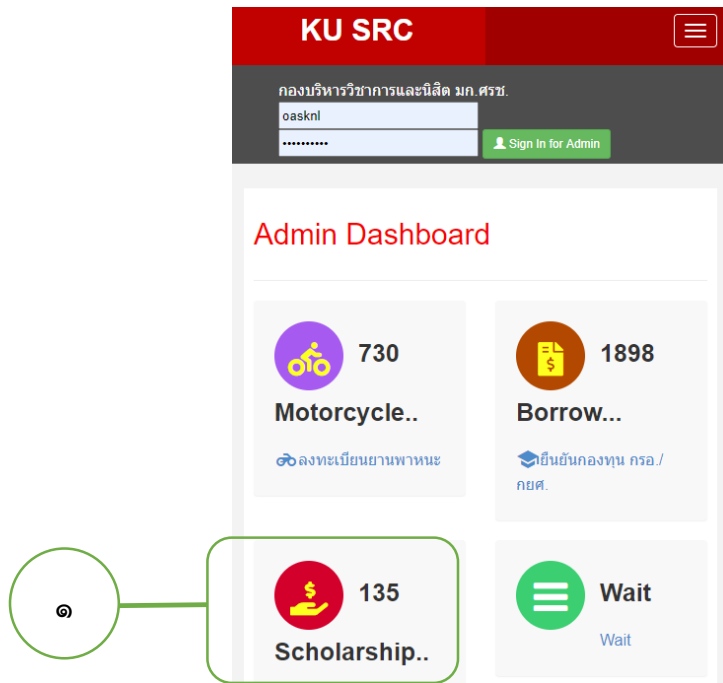 KU SRC
กองบริหารวิชาการและนิสิต มก.ศรช.
oasknl
••••••••••
Sign In for Admin
Admin Dashboard
730
Motorcycle..
ลงทะเบียนยานพาหนะ
1898
Borrow...
ยืนยันกองทุน กรอ./
กยศ.
๑
135
Scholarship..
Wait
Wait